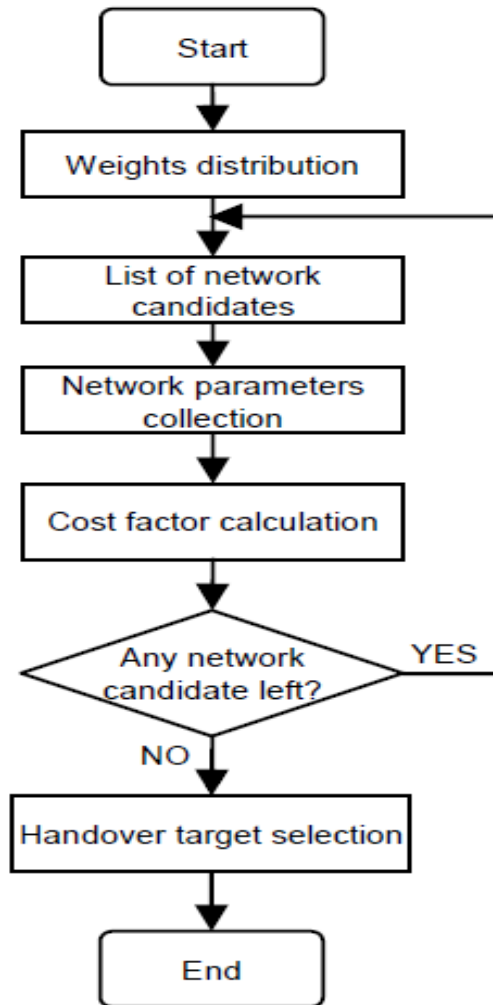 Start
Weights distribution
List of network
candidates
Network parameters
collection
Cost factor calculation
Any network
candidate left?
YES
NO
Handover target selection
End